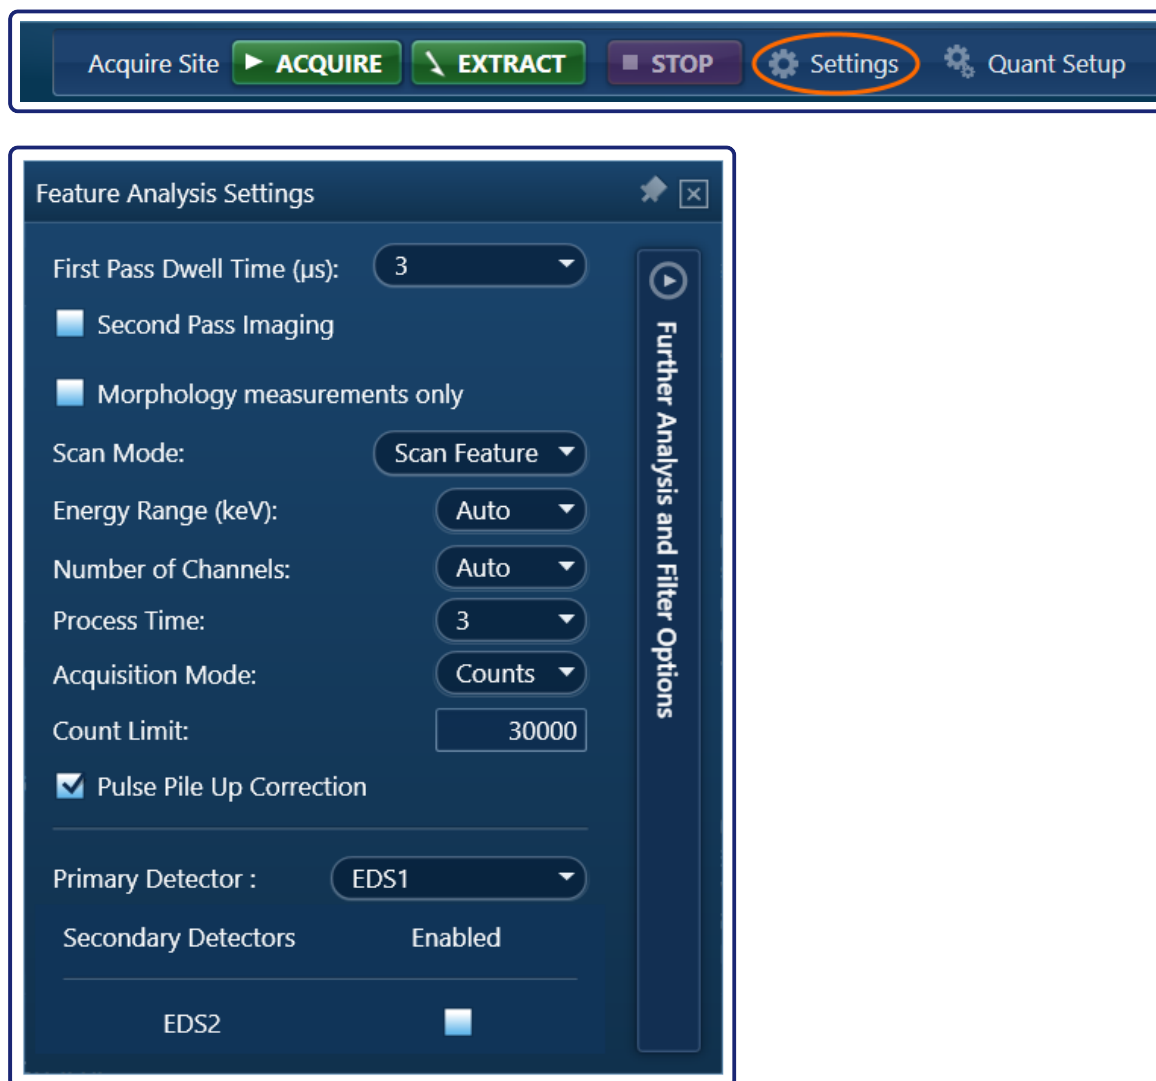 Acquire Site ACQUIRE EXTRACT STOP Settings Quant Setup
Feature Analysis Settings
First Pass Dwell Time (µs): 3
Second Pass Imaging
Morphology measurements only
Scan Mode: Scan Feature
Energy Range (keV): Auto
Number of Channels: Auto
Process Time: 3
Acquisition Mode: Counts
Count Limit: 30000
Pulse Pile Up Correction
Primary Detector : EDS1
Secondary Detectors Enabled
EDS2
Further Analysis and Filter Options